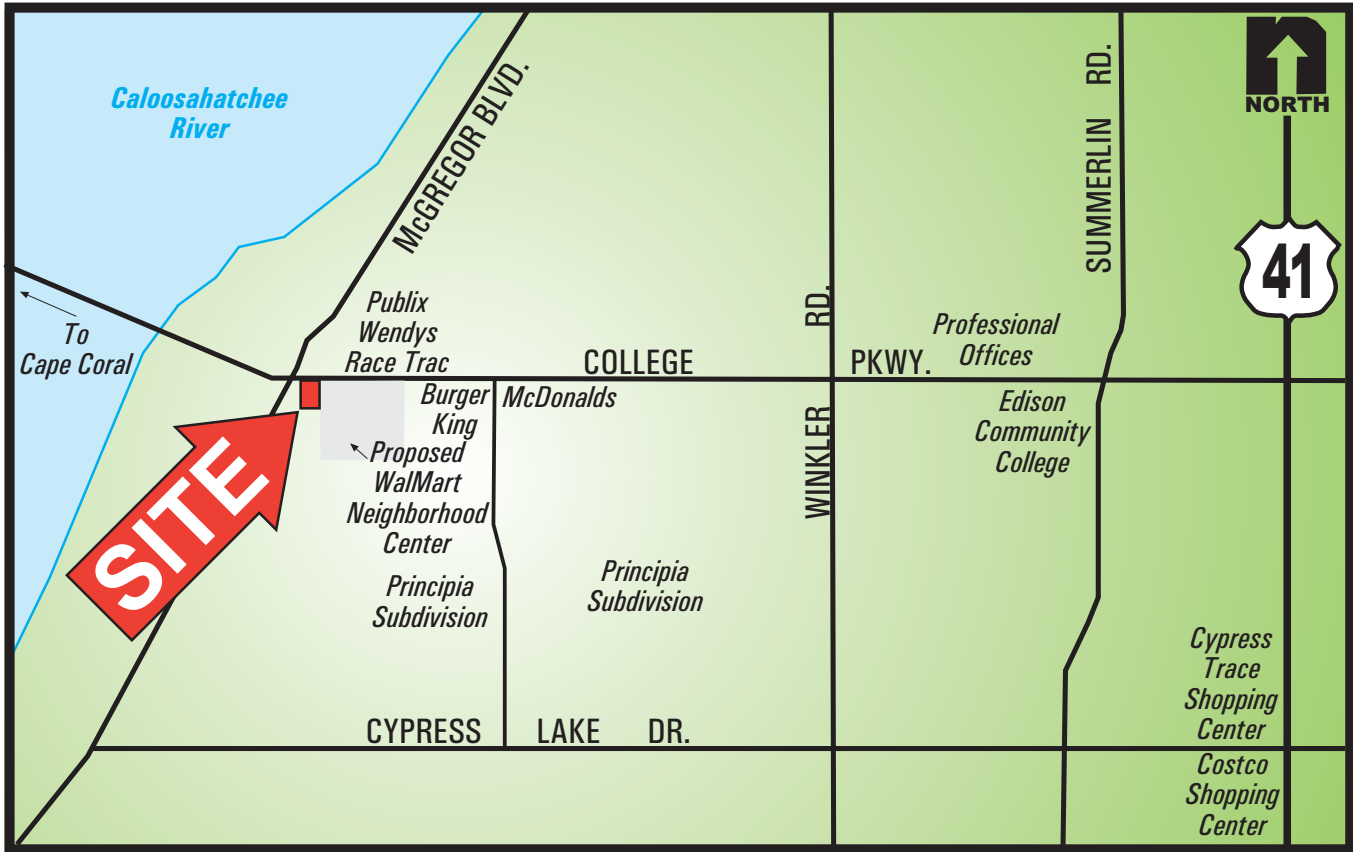 Caloosahatchee
River
McGREGOR BLVD.
SUMMERLIN RD.
n
NORTH
41
To
Cape Coral
Publix
Wendys
Race Trac
COLLEGE PKWY.
WINKLER RD.
Professional
Offices
Burger
King
McDonalds
Edison
Community
College
SITE
Proposed
WalMart
Neighborhood
Center
Principia
Subdivision
Principia
Subdivision
Cypress
Trace
Shopping
Center
CYPRESS LAKE DR.
Costco
Shopping
Center